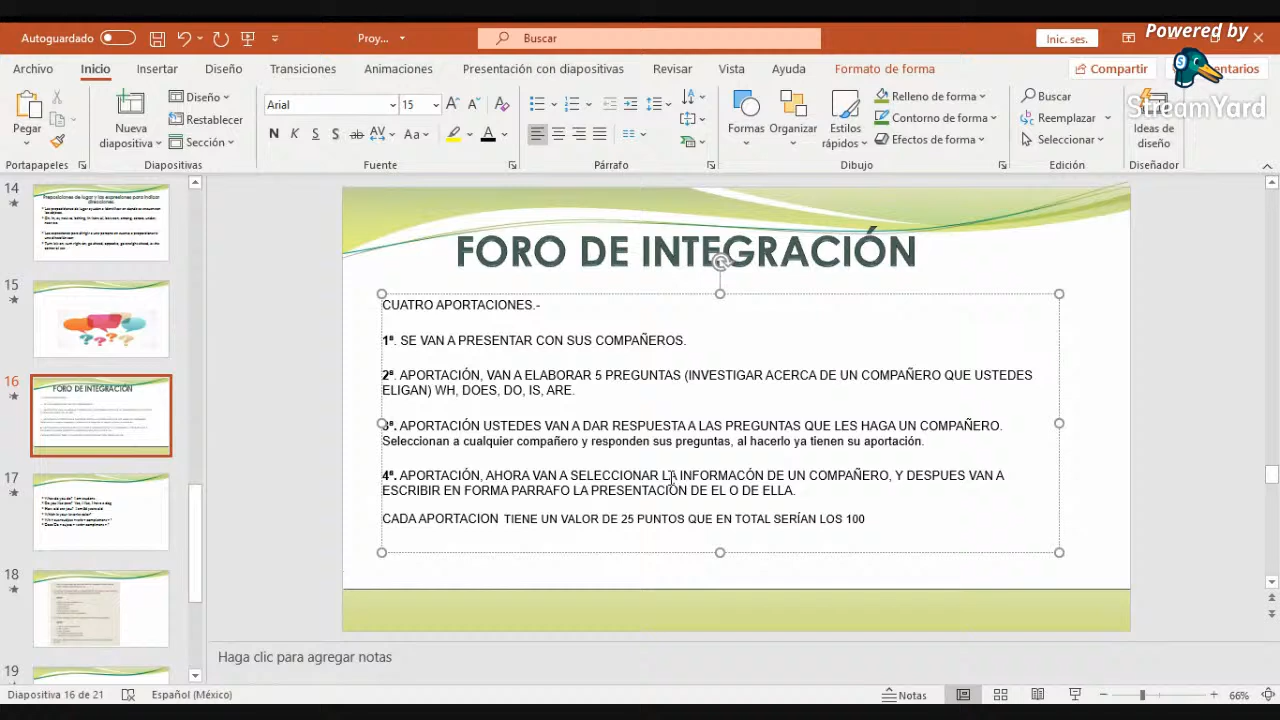 Powered by
Autoguardado
Proy...
Buscar
Inic. ses.
Archivo Inicio Insertar Diseño Transiciones Animaciones Presentación con diapositivas Revisar Vista Ayuda Formato de forma Compartir
StreamYard
Pegar
Nueva diapositiva
Diseño
Restablecer
Sección
Arial 15
N K S S ab AV Aa A
Formas Organizar Estilos rápidos
Relleno de forma
Contorno de forma
Efectos de forma
Buscar
Reemplazar
Seleccionar
Ideas de diseño
Portapapeles Diapositivas Fuente Párrafo Dibujo Edición Diseñador
14
15
16
FORO DE INTEGRACIÓN
17
18
19
FORO DE INTEGRACIÓN
CUATRO APORTACIONES.-
1ª. SE VAN A PRESENTAR CON SUS COMPAÑEROS.
2ª. APORTACIÓN, VAN A ELABORAR 5 PREGUNTAS (INVESTIGAR ACERCA DE UN COMPAÑERO QUE USTEDES
ELIGAN) WH, DOES, DO, IS, ARE.
3ª. APORTACIÓN USTEDES VAN A DAR RESPUESTA A LAS PREGUNTAS QUE LES HAGA UN COMPAÑERO.
Seleccionan a cualquier compañero y responden sus preguntas, al hacerlo ya tienen su aportación.
4ª. APORTACIÓN, AHORA VAN A SELECCIONAR LA INFORMACÓN DE UN COMPAÑERO, Y DESPUES VAN A
ESCRIBIR EN FORMA PARRAFO LA PRESENTACIÓN DE EL O DE ELLA.
CADA APORTACION TIENE UN VALOR DE 25 PUNTOS QUE EN TOTAL SERÍAN LOS 100
Haga clic para agregar notas
Diapositiva 16 de 21 Español (México) Notas 66%